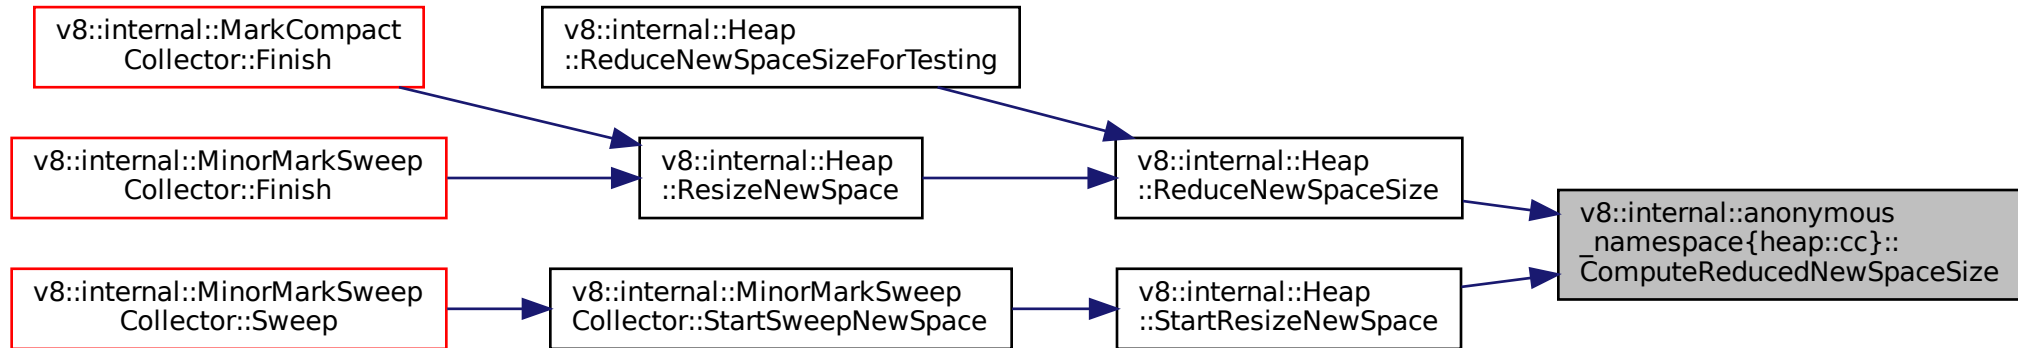 v8::internal::MarkCompact
Collector::Finish
v8::internal::Heap
::ReduceNewSpaceSizeForTesting
v8::internal::MinorMarkSweep
Collector::Finish
v8::internal::Heap
::ResizeNewSpace
v8::internal::Heap
::ReduceNewSpaceSize
v8::internal::anonymous
_namespace{heap::cc}::
ComputeReducedNewSpaceSize
v8::internal::MinorMarkSweep
Collector::Sweep
v8::internal::MinorMarkSweep
Collector::StartSweepNewSpace
v8::internal::Heap
::StartResizeNewSpace